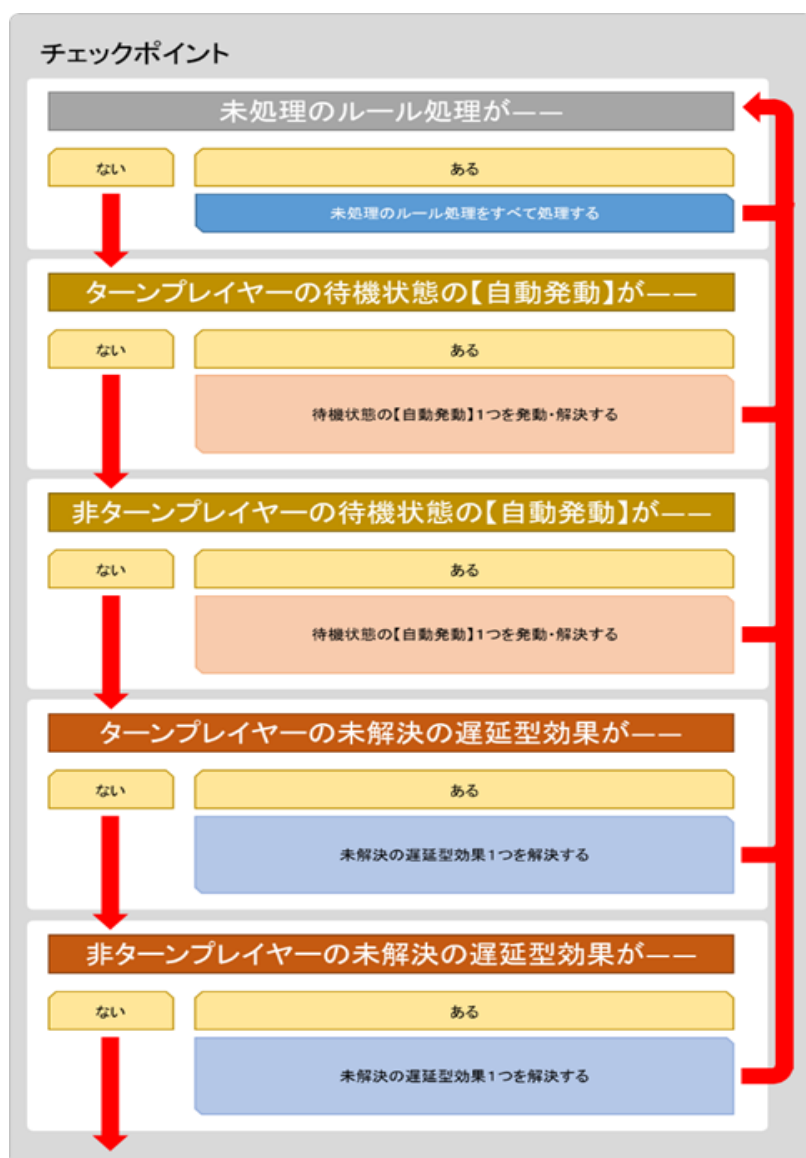 チェックポイント
未処理のルール処理が——
ない
ある
未処理のルール処理をすべて処理する
ターンプレイヤーの待機状態の【自動発動】が——
ない
ある
待機状態の【自動発動】1つを発動・解決する
非ターンプレイヤーの待機状態の【自動発動】が——
ない
ある
待機状態の【自動発動】1つを発動・解決する
ターンプレイヤーの未解決の遅延型効果が——
ない
ある
未解決の遅延型効果1つを解決する
非ターンプレイヤーの未解決の遅延型効果が——
ない
ある
未解決の遅延型効果1つを解決する